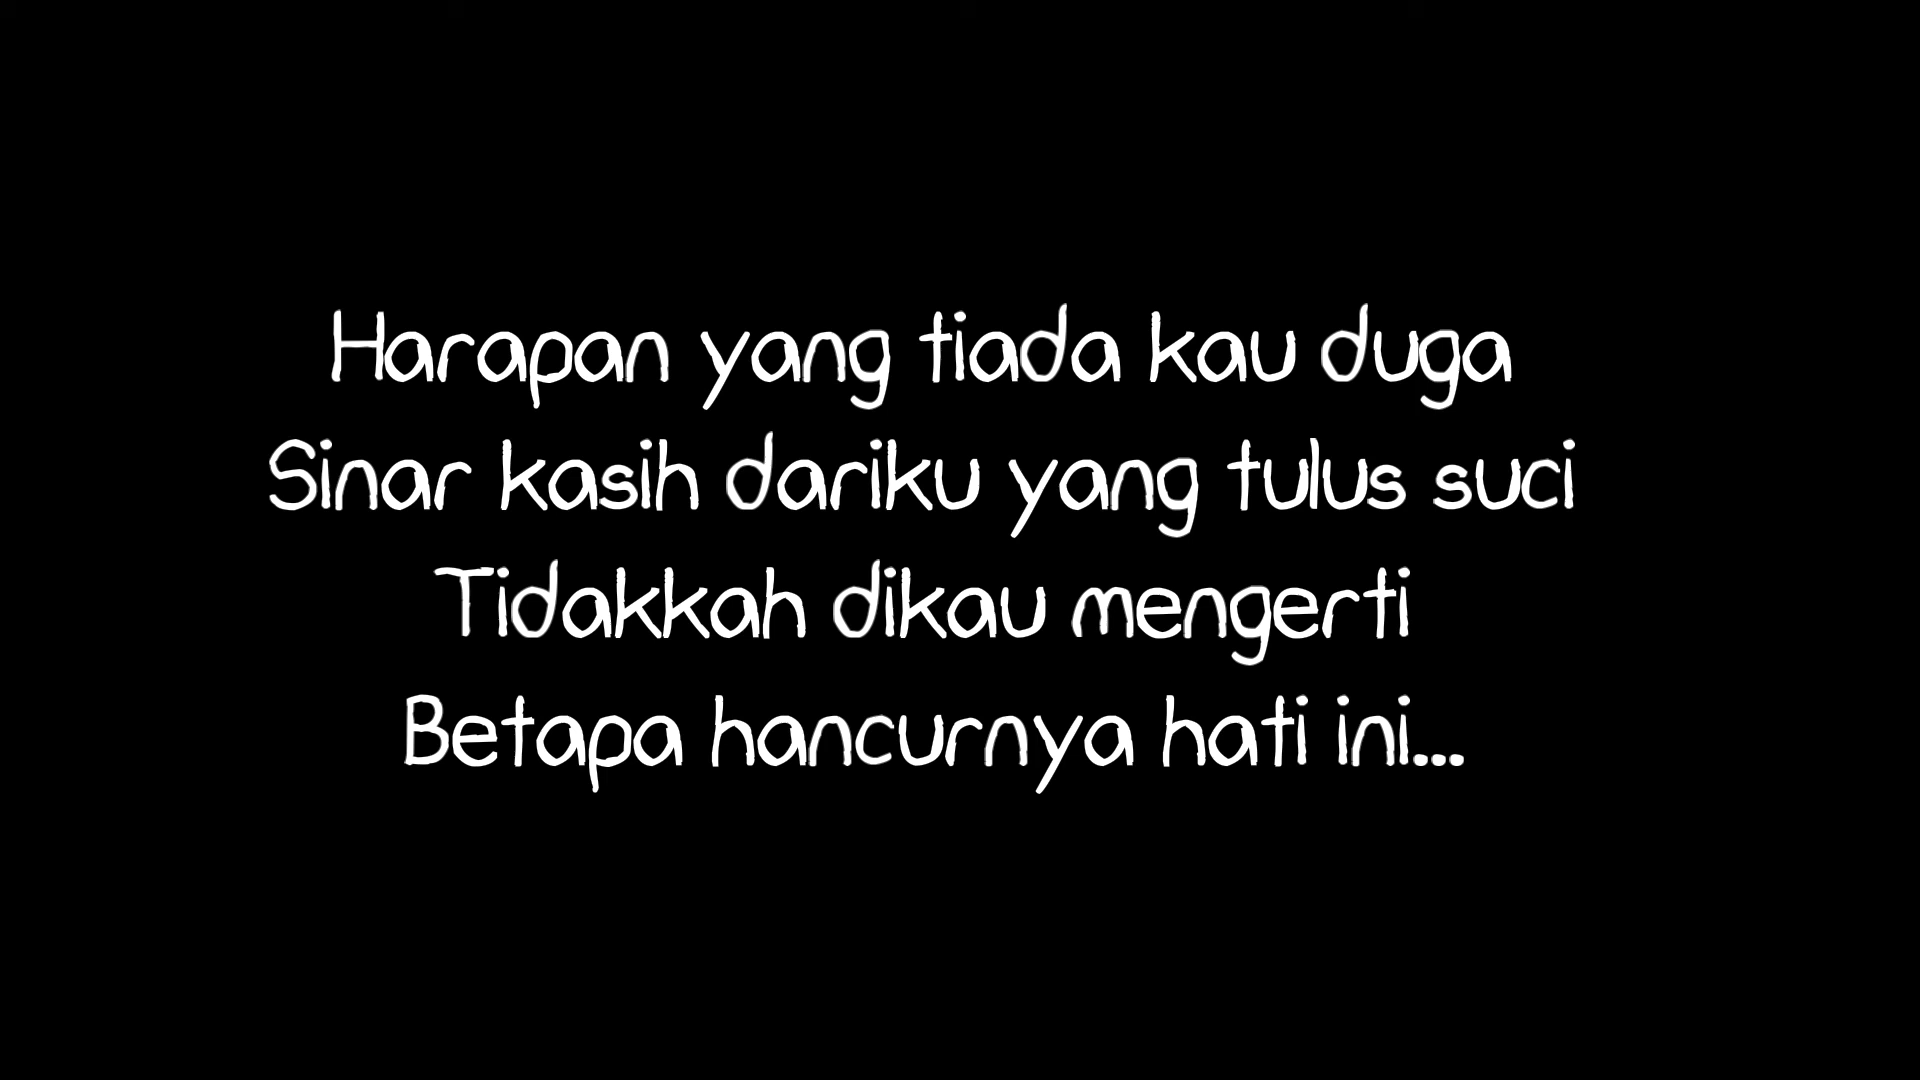 Harapan yang tiada kau duga
Sinar kasih dariku yang tulus suci
Tidakkah dikau mengerti
Betapa hancurnya hati ini...